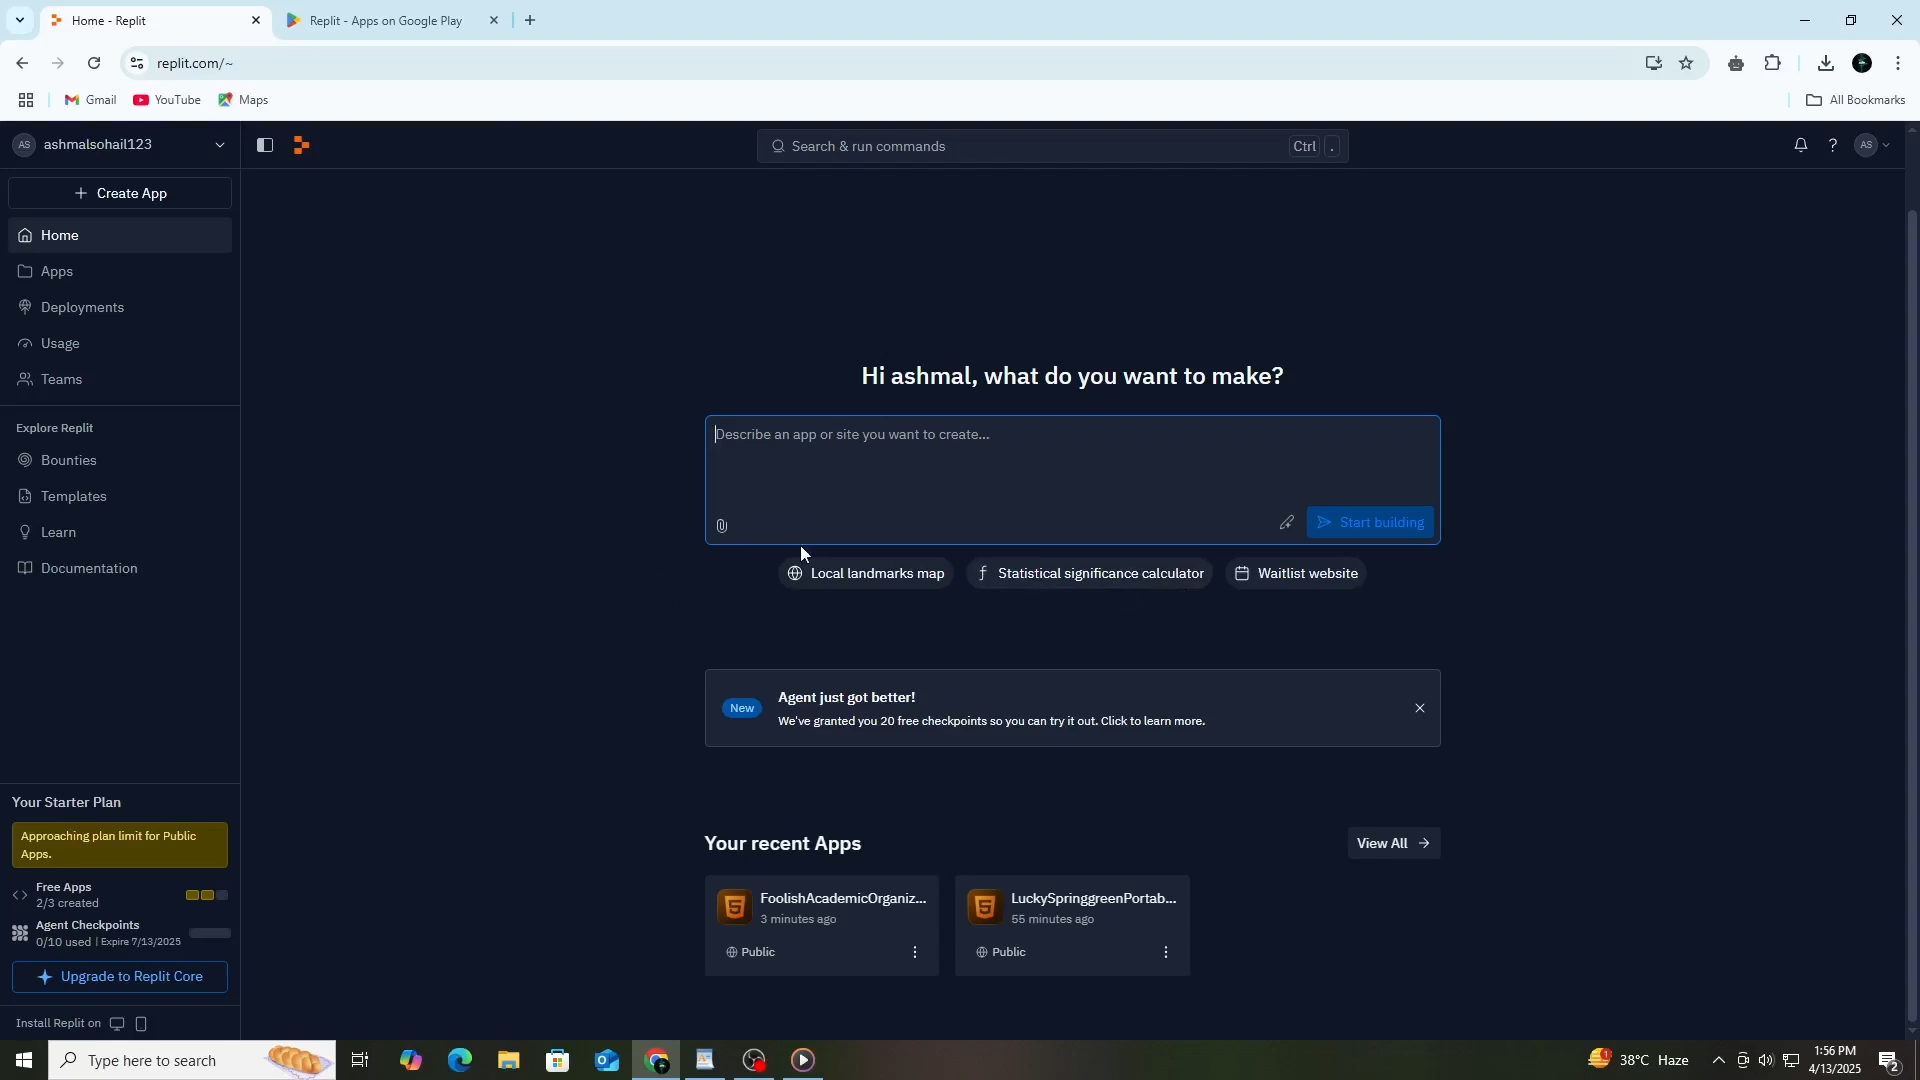 Home - Replit
Replit - Apps on Google Play
replit.com/~
Gmail
YouTube
Maps
All Bookmarks
AS
ashmalsohail123
Search & run commands
Ctrl
.
?
AS
Create App
Home
Apps
Deployments
Usage
Teams
Explore Replit
Bounties
Templates
Learn
Documentation
Hi ashmal, what do you want to make?
Describe an app or site you want to create...
Start building
Local landmarks map
Statistical significance calculator
Waitlist website
New
Agent just got better!
We've granted you 20 free checkpoints so you can try it out. Click to learn more.
Your recent Apps
View All
FoolishAcademicOrganiz...
3 minutes ago
Public
LuckySpringgreenPortab...
55 minutes ago
Public
Your Starter Plan
Approaching plan limit for Public
Apps.
Free Apps
2/3 created
Agent Checkpoints
0/10 used | Expire 7/13/2025
Upgrade to Replit Core
Install Replit on
Type here to search
1
38°C Haze
1:56 PM
4/13/2025
2